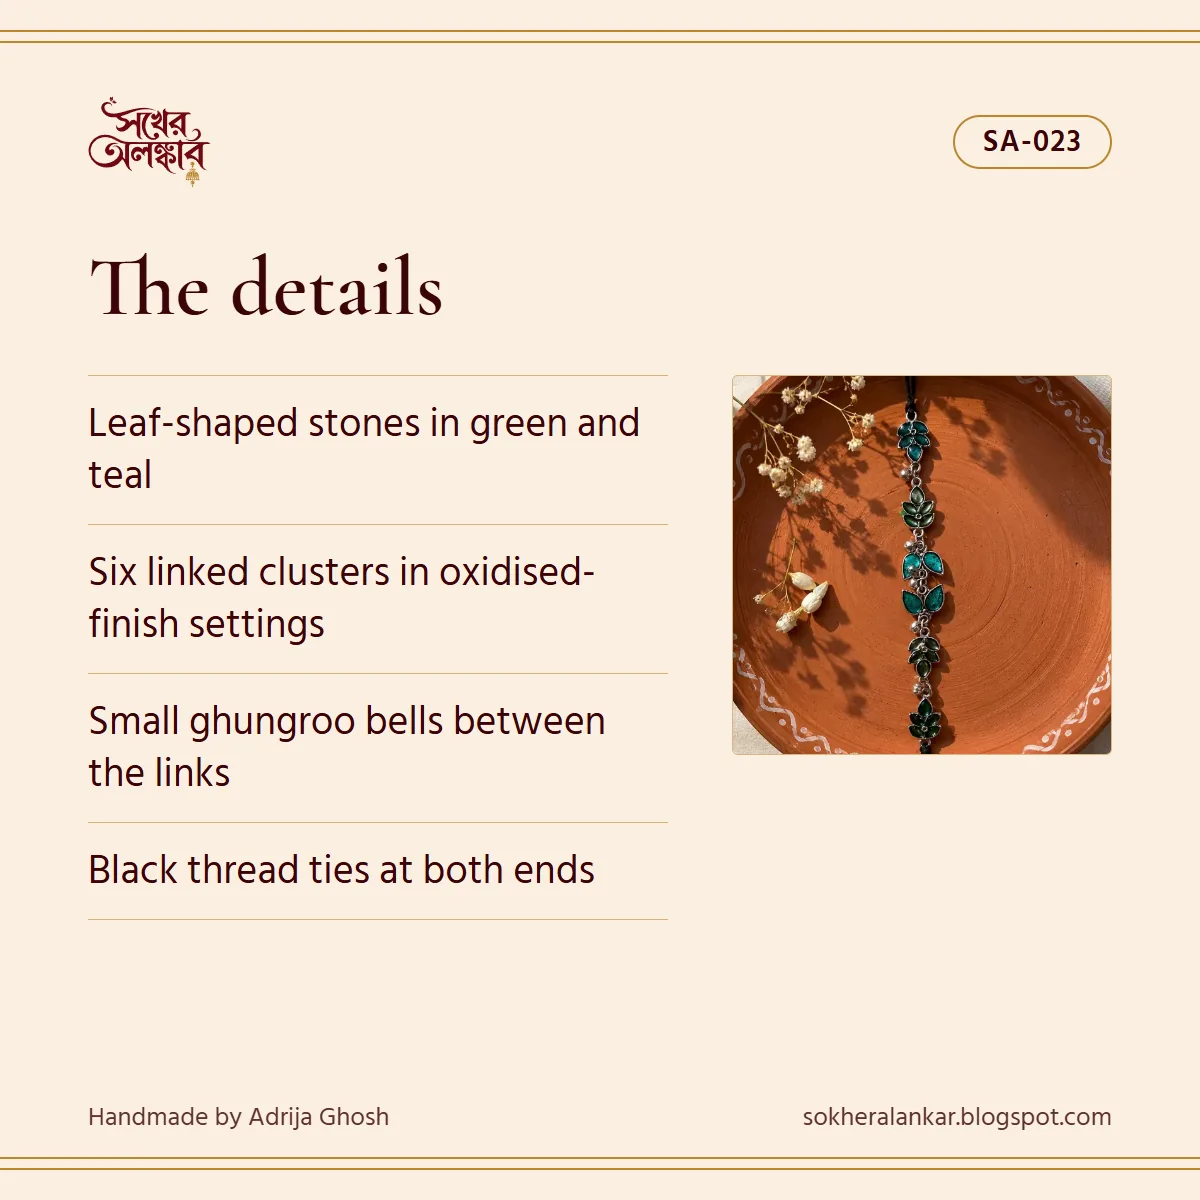 সখের
অলঙ্কার
SA-023
The details
Leaf-shaped stones in green and
teal
Six linked clusters in oxidised-
finish settings
Small ghungroo bells between
the links
Black thread ties at both ends
Handmade by Adrija Ghosh
sokheralankar.blogspot.com